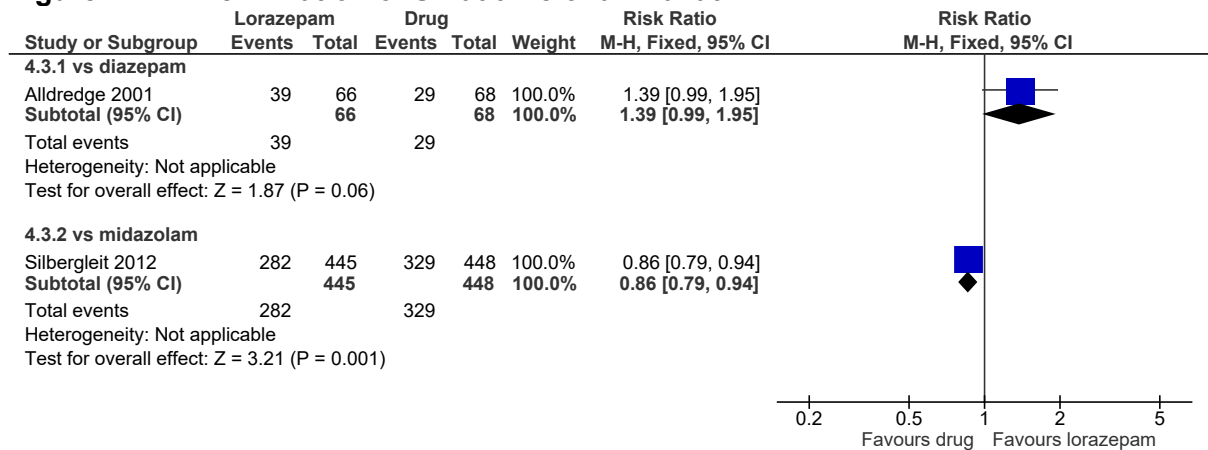 Lorazepam Drug Risk Ratio Risk Ratio
Study or Subgroup Events Total Events Total Weight M-H, Fixed, 95% CI M-H, Fixed, 95% CI
4.3.1 vs diazepam
Alldredge 2001 39 66 29 68 100.0% 1.39 [0.99, 1.95]
Subtotal (95% CI) 66 68 100.0% 1.39 [0.99, 1.95]
Total events 39 29
Heterogeneity: Not applicable
Test for overall effect: Z = 1.87 (P = 0.06)
4.3.2 vs midazolam
Silbergleit 2012 282 445 329 448 100.0% 0.86 [0.79, 0.94]
Subtotal (95% CI) 445 448 100.0% 0.86 [0.79, 0.94]
Total events 282 329
Heterogeneity: Not applicable
Test for overall effect: Z = 3.21 (P = 0.001)
0.2 0.5 1 2 5
Favours drug Favours lorazepam